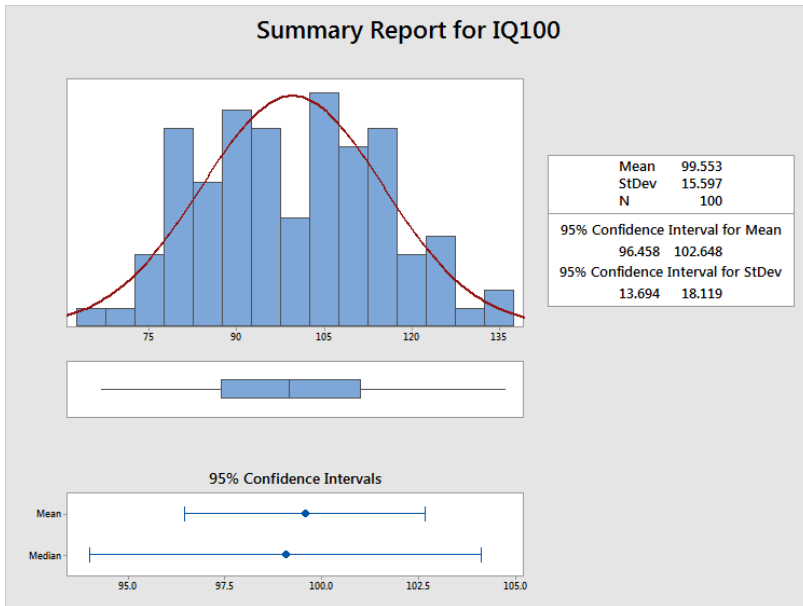 Summary Report for IQ100
75 90 105 120 135
Mean 99.553
StDev 15.597
N 100
95% Confidence Interval for Mean
96.458 102.648
95% Confidence Interval for StDev
13.694 18.119
95% Confidence Intervals
Mean
Median
95.0 97.5 100.0 102.5 105.0